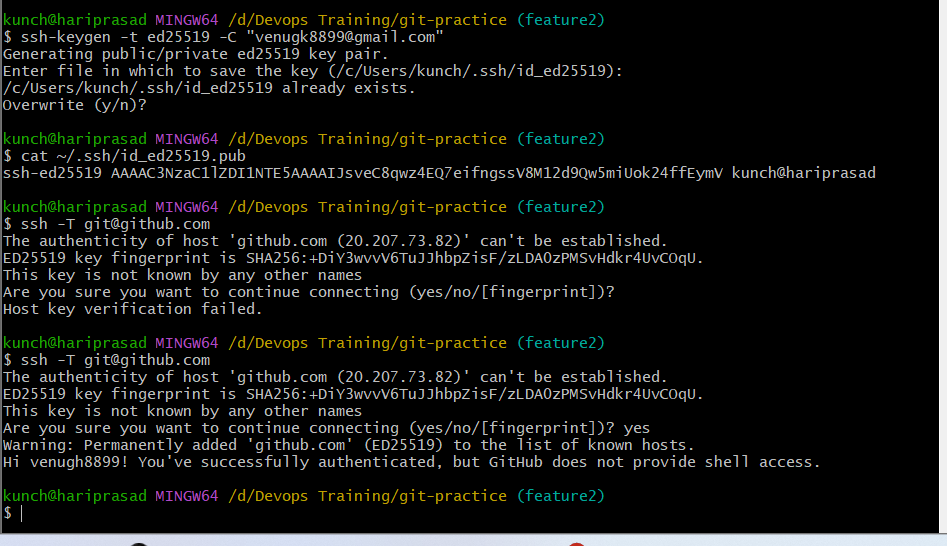 kunch@hariprasad MINGW64 /d/Devops Training/git-practice (feature2)
$ ssh-keygen -t ed25519 -C "venugk8899@gmail.com"
Generating public/private ed25519 key pair.
Enter file in which to save the key (/c/Users/kunch/.ssh/id_ed25519):
/c/Users/kunch/.ssh/id_ed25519 already exists.
Overwrite (y/n)?
kunch@hariprasad MINGW64 /d/Devops Training/git-practice (feature2)
$ cat ~/.ssh/id_ed25519.pub
ssh-ed25519 AAAAC3NzaC1lZDI1NTE5AAAAIJsveC8qwz4EQ7eifngssV8M12d9Qw5miUok24ffEymV kunch@hariprasad
kunch@hariprasad MINGW64 /d/Devops Training/git-practice (feature2)
$ ssh -T git@github.com
The authenticity of host 'github.com (20.207.73.82)' can't be established.
ED25519 key fingerprint is SHA256:+DiY3wvvV6TuJJhbpZisF/zLDA0zPMSvHdkr4UvCOqU.
This key is not known by any other names
Are you sure you want to continue connecting (yes/no/[fingerprint])?
Host key verification failed.
kunch@hariprasad MINGW64 /d/Devops Training/git-practice (feature2)
$ ssh -T git@github.com
The authenticity of host 'github.com (20.207.73.82)' can't be established.
ED25519 key fingerprint is SHA256:+DiY3wvvV6TuJJhbpZisF/zLDA0zPMSvHdkr4UvCOqU.
This key is not known by any other names
Are you sure you want to continue connecting (yes/no/[fingerprint])? yes
Warning: Permanently added 'github.com' (ED25519) to the list of known hosts.
Hi venugh8899! You've successfully authenticated, but GitHub does not provide shell access.
kunch@hariprasad MINGW64 /d/Devops Training/git-practice (feature2)
$